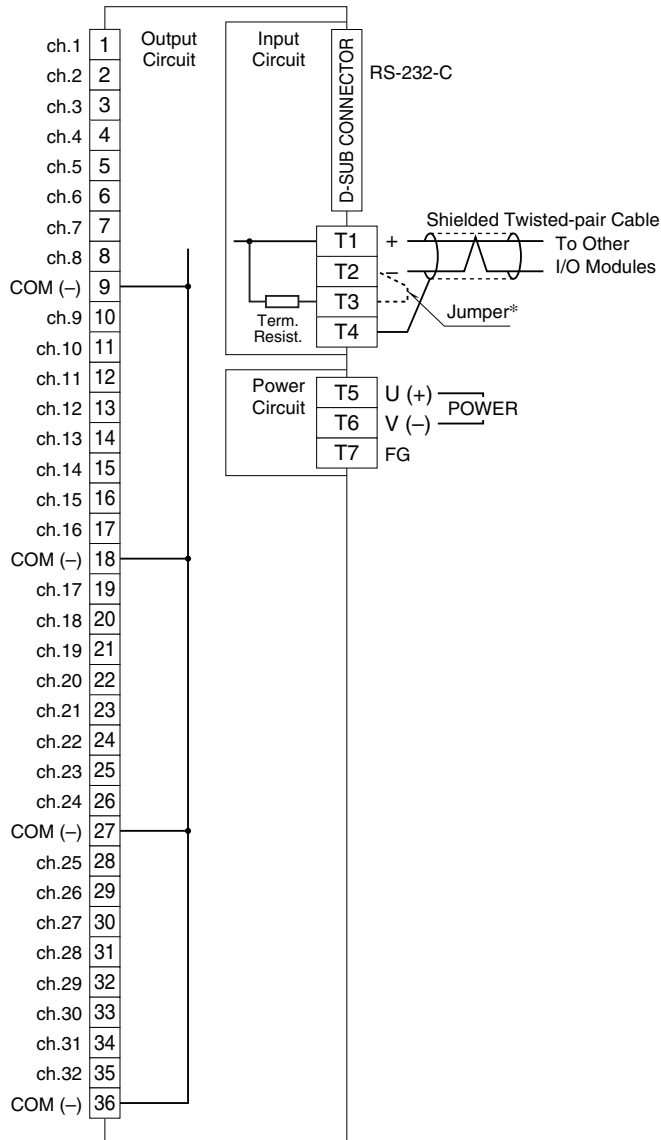 ch.1 1
ch.2 2
ch.3 3
ch.4 4
ch.5 5
ch.6 6
ch.7 7
ch.8 8
COM (–) 9
ch.9 10
ch.10 11
ch.11 12
ch.12 13
ch.13 14
ch.14 15
ch.15 16
ch.16 17
COM (–) 18
ch.17 19
ch.18 20
ch.19 21
ch.20 22
ch.21 23
ch.22 24
ch.23 25
ch.24 26
COM (–) 27
ch.25 28
ch.26 29
ch.27 30
ch.28 31
ch.29 32
ch.30 33
ch.31 34
ch.32 35
COM (–) 36
Output
Circuit
Input
Circuit
D-SUB CONNECTOR
RS-232-C
Shielded Twisted-pair Cable
T1 +
To Other
I/O Modules
T2 –
T3
Term.
Resist.
Jumper*
T4
Power
Circuit
T5 U (+)
POWER
T6 V (–)
T7 FG